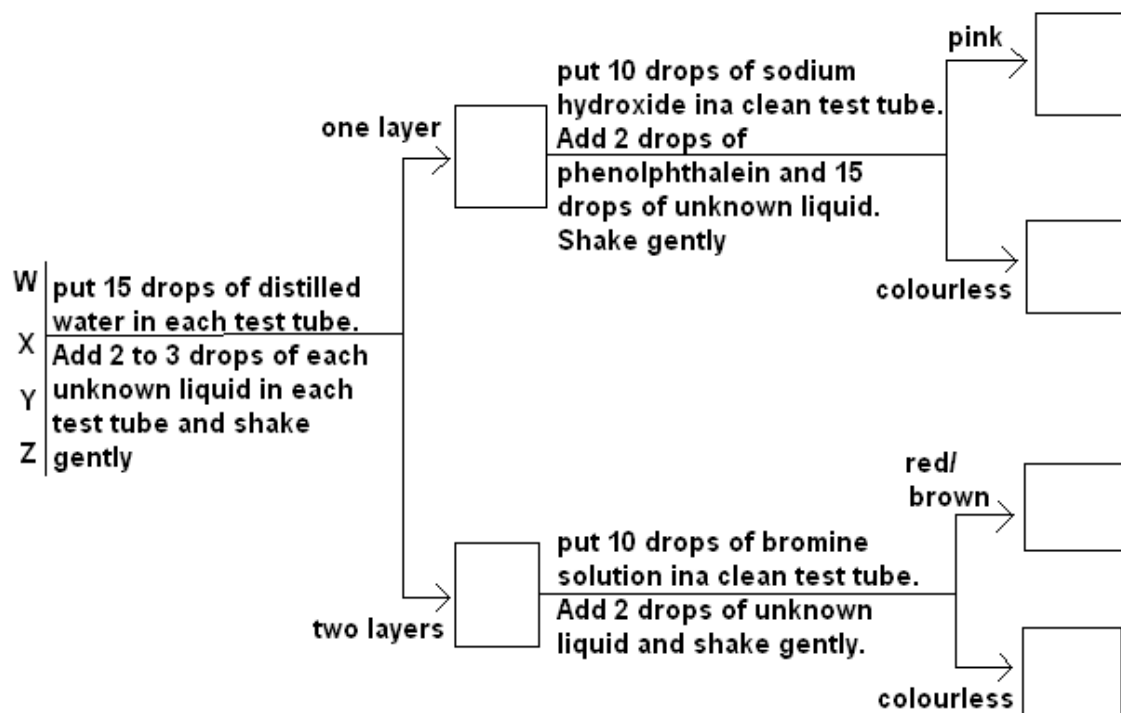 W
X
Y
Z
put 15 drops of distilled
water in each test tube.
Add 2 to 3 drops of each
unknown liquid in each
test tube and shake
gently
one layer
put 10 drops of sodium
hydroxide ina clean test tube.
Add 2 drops of
phenolphthalein and 15
drops of unknown liquid.
Shake gently
pink
colourless
two layers
put 10 drops of bromine
solution ina clean test tube.
Add 2 drops of unknown
liquid and shake gently.
red/
brown
colourless